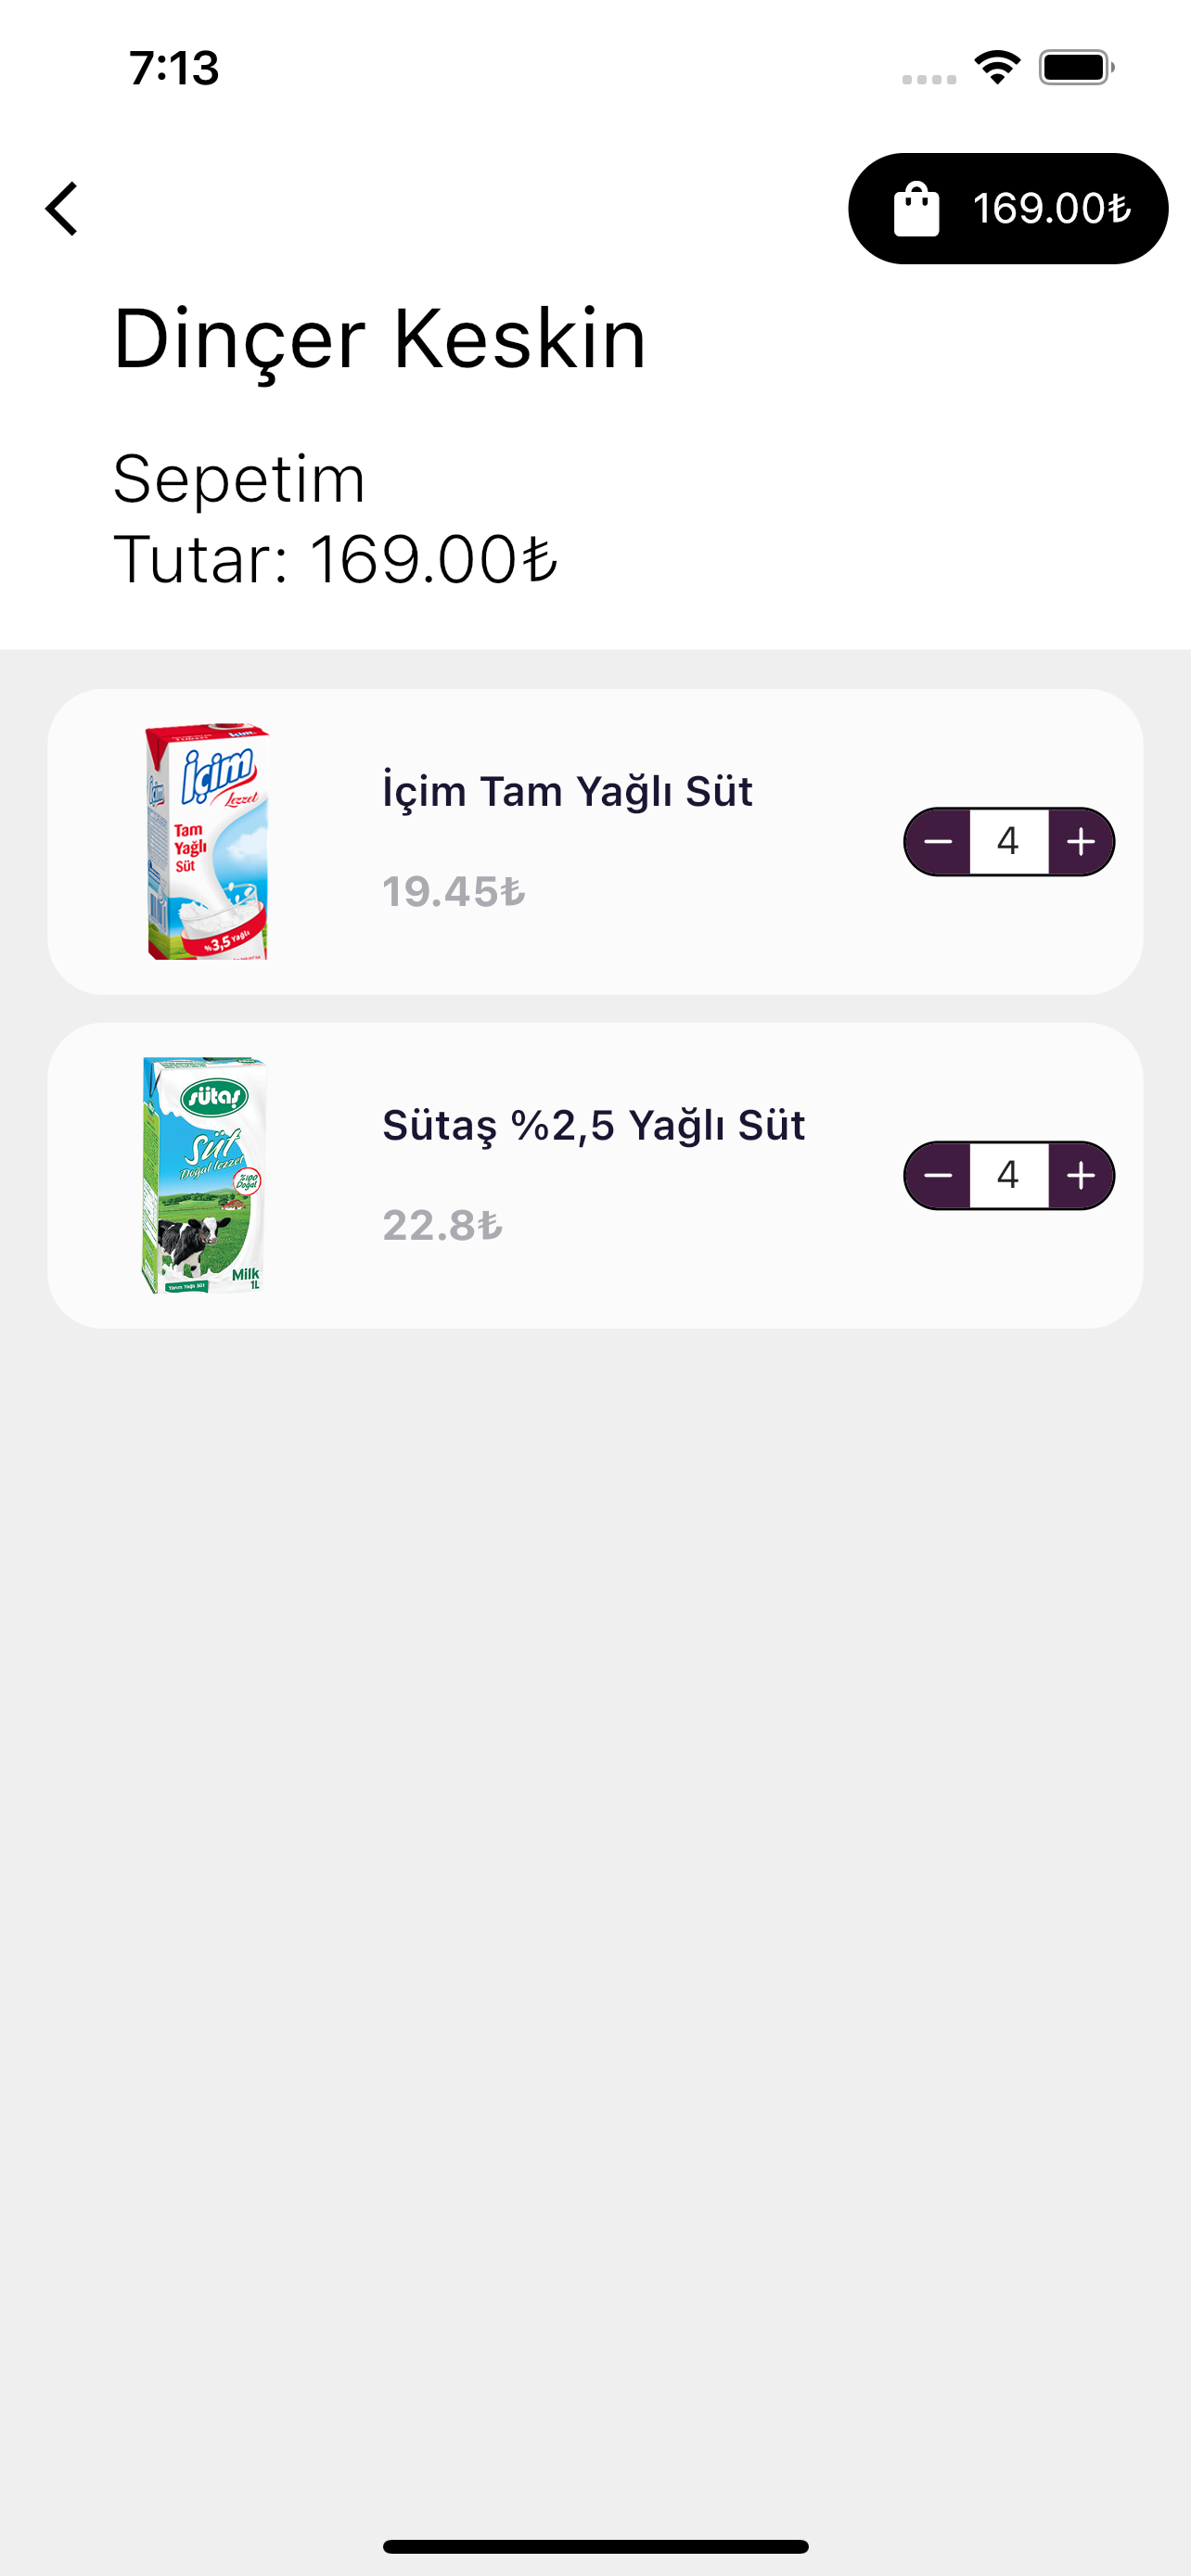 7:13
169.00₺
Dinçer Keskin
Sepetim
Tutar: 169.00₺
İçim
Lezzet
Tam
Yağlı
Süt
%3,5 Yağlı
İçim Tam Yağlı Süt
19.45₺
4
sütaş
Süt
Doğal lezzet
%100
Doğal
Milk
1L
Yarım Yağlı Süt
Sütaş %2,5 Yağlı Süt
22.8₺
4